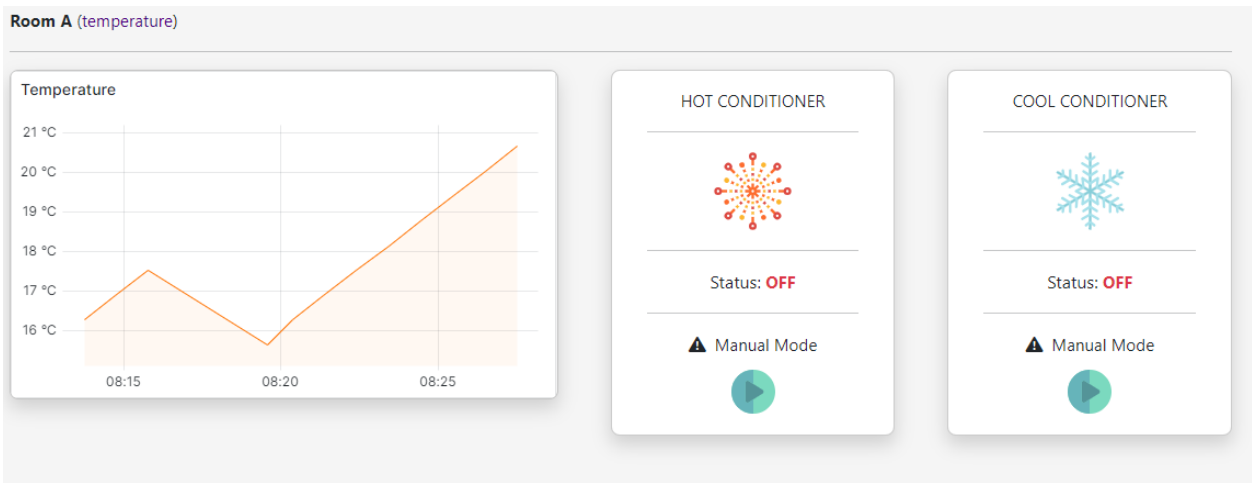 Room A (temperature)
Temperature
21 °C
20 °C
19 °C
18 °C
17 °C
16 °C
08:15 08:20 08:25
HOT CONDITIONER
Status: OFF
Manual Mode
COOL CONDITIONER
Status: OFF
Manual Mode